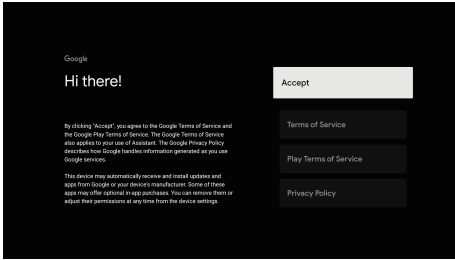 Google
Hi there!
By clicking "Accept", you agree to the Google Terms of Service and
the Google Play Terms of Service. The Google Terms of Service
also applies to your use of Assistant. The Google Privacy Policy
describes how Google handles information generated as you use
Google services.
This device may automatically receive and install updates and
apps from Google or your device's manufacturer. Some of these
apps may offer optional in-app purchases. You can remove them or
adjust their permissions at any time from the device settings.
Accept
Terms of Service
Play Terms of Service
Privacy Policy